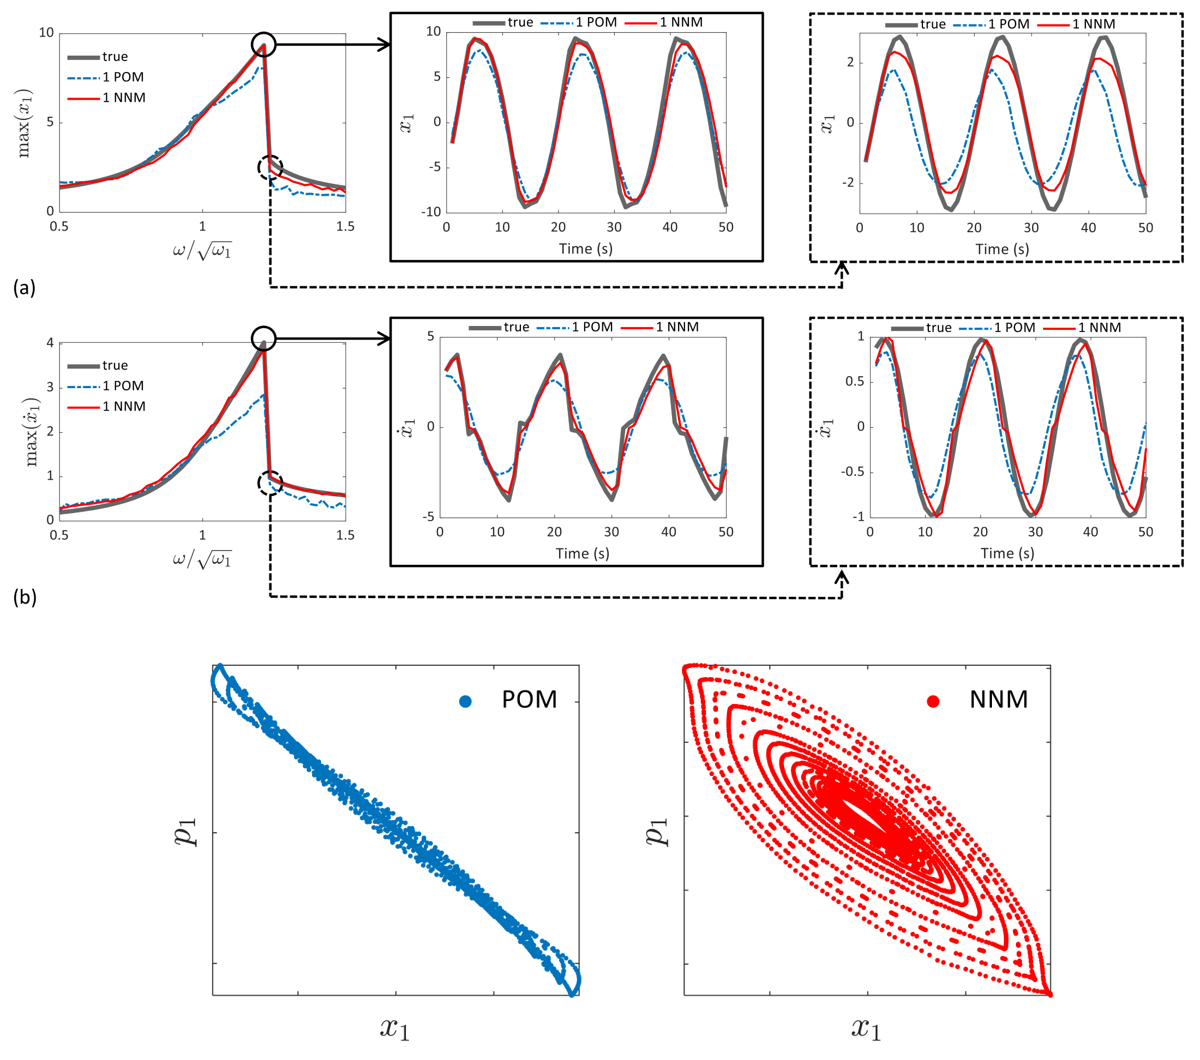 10
5
0
max(x₁)
true
1 POM
1 NNM
0.5 1 1.5
ω/√ω₁
true 1 POM 1 NNM
10
5
0
-5
-10
x₁
0 10 20 30 40 50
Time (s)
true 1 POM 1 NNM
2
0
-2
x₁
0 10 20 30 40 50
Time (s)
(a)
4
3
2
1
0
max(ẋ₁)
true
1 POM
1 NNM
0.5 1 1.5
ω/√ω₁
true 1 POM 1 NNM
5
0
-5
ẋ₁
0 10 20 30 40 50
Time (s)
true 1 POM 1 NNM
1
0.5
0
-0.5
-1
ẋ₁
0 10 20 30 40 50
Time (s)
(b)
POM
p₁
x₁
NNM
p₁
x₁